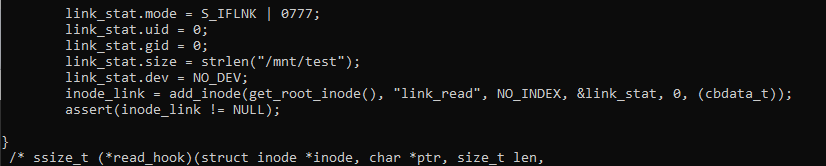 link_stat.mode = S_IFLNK | 0777;
link_stat.uid = 0;
link_stat.gid = 0;
link_stat.size = strlen("/mnt/test");
link_stat.dev = NO_DEV;
inode_link = add_inode(get_root_inode(), "link_read", NO_INDEX, &link_stat, 0, (cbdata_t));
assert(inode_link != NULL);
}
/* ssize_t (*read_hook)(struct inode *inode, char *ptr, size_t len,